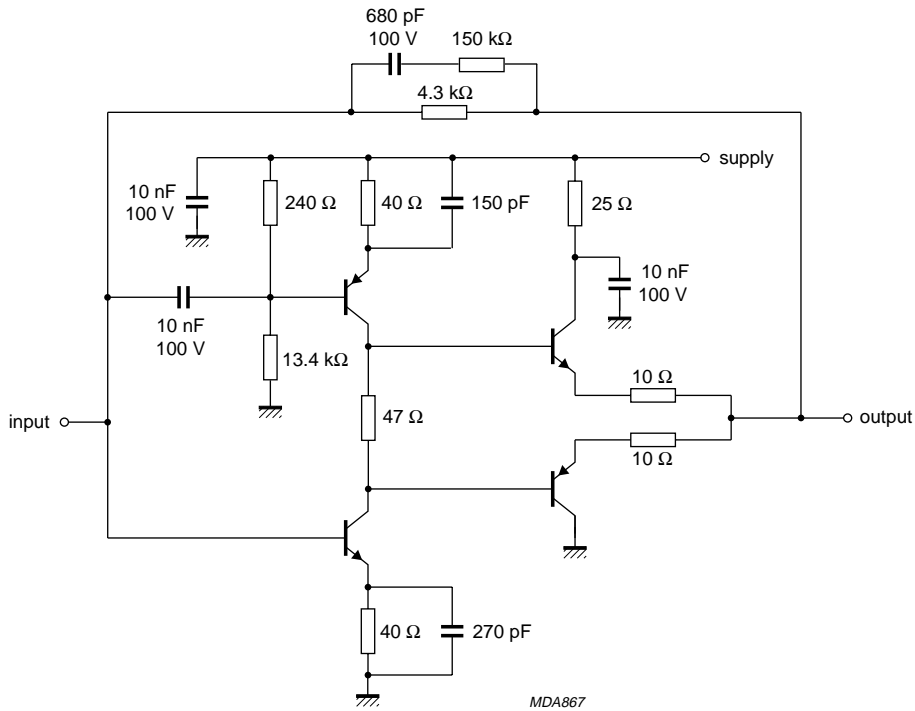 680 pF
100 V
150 kΩ
4.3 kΩ
supply
10 nF
100 V
240 Ω
40 Ω
150 pF
25 Ω
10 nF
100 V
10 nF
100 V
13.4 kΩ
10 Ω
input
47 Ω
output
10 Ω
40 Ω
270 pF
MDA867